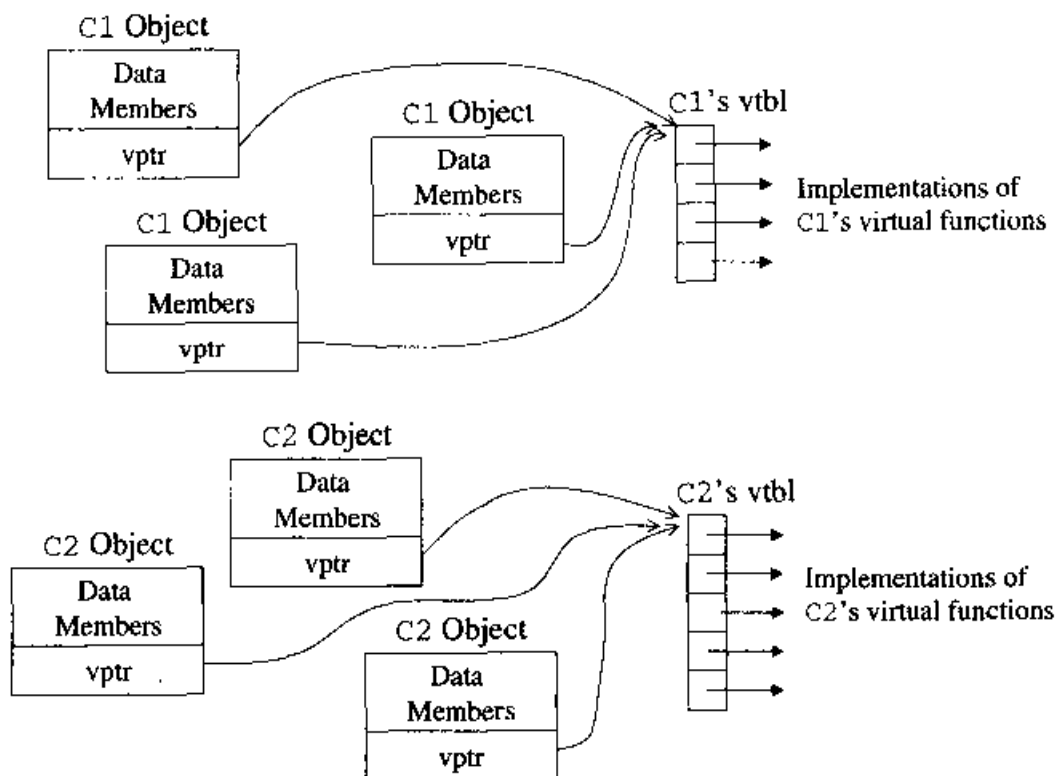 C1 Object
Data
Members
vptr
C1 Object
Data
Members
vptr
C1 Object
Data
Members
vptr
C1's vtbl
Implementations of
C1's virtual functions
C2 Object
Data
Members
vptr
C2 Object
Data
Members
vptr
C2 Object
Data
Members
vptr
C2's vtbl
Implementations of
C2's virtual functions